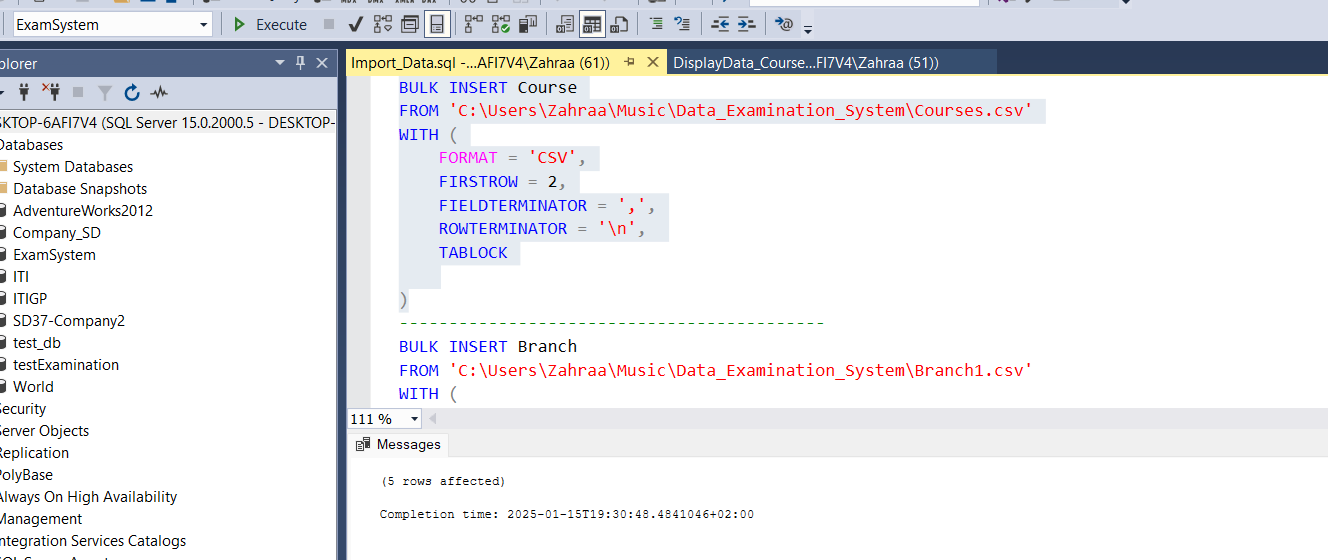 ExamSystem
Execute
plorer
Import_Data.sql -...AFI7V4\Zahraa (61))
DisplayData_Course...FI7V4\Zahraa (51))
SKTOP-6AFI7V4 (SQL Server 15.0.2000.5 - DESKTOP-
Databases
System Databases
Database Snapshots
AdventureWorks2012
Company_SD
ExamSystem
ITI
ITIGP
SD37-Company2
test_db
testExamination
World
Security
Server Objects
Replication
PolyBase
Always On High Availability
Management
ntegration Services Catalogs
BULK INSERT Course
FROM 'C:\Users\Zahraa\Music\Data_Examination_System\Courses.csv'
WITH (
FORMAT = 'CSV',
FIRSTROW = 2,
FIELDTERMINATOR = ',',
ROWTERMINATOR = '\n',
TABLOCK
)
-------------------------------------------
BULK INSERT Branch
FROM 'C:\Users\Zahraa\Music\Data_Examination_System\Branch1.csv'
WITH (
111 %
Messages
(5 rows affected)
Completion time: 2025-01-15T19:30:48.4841046+02:00